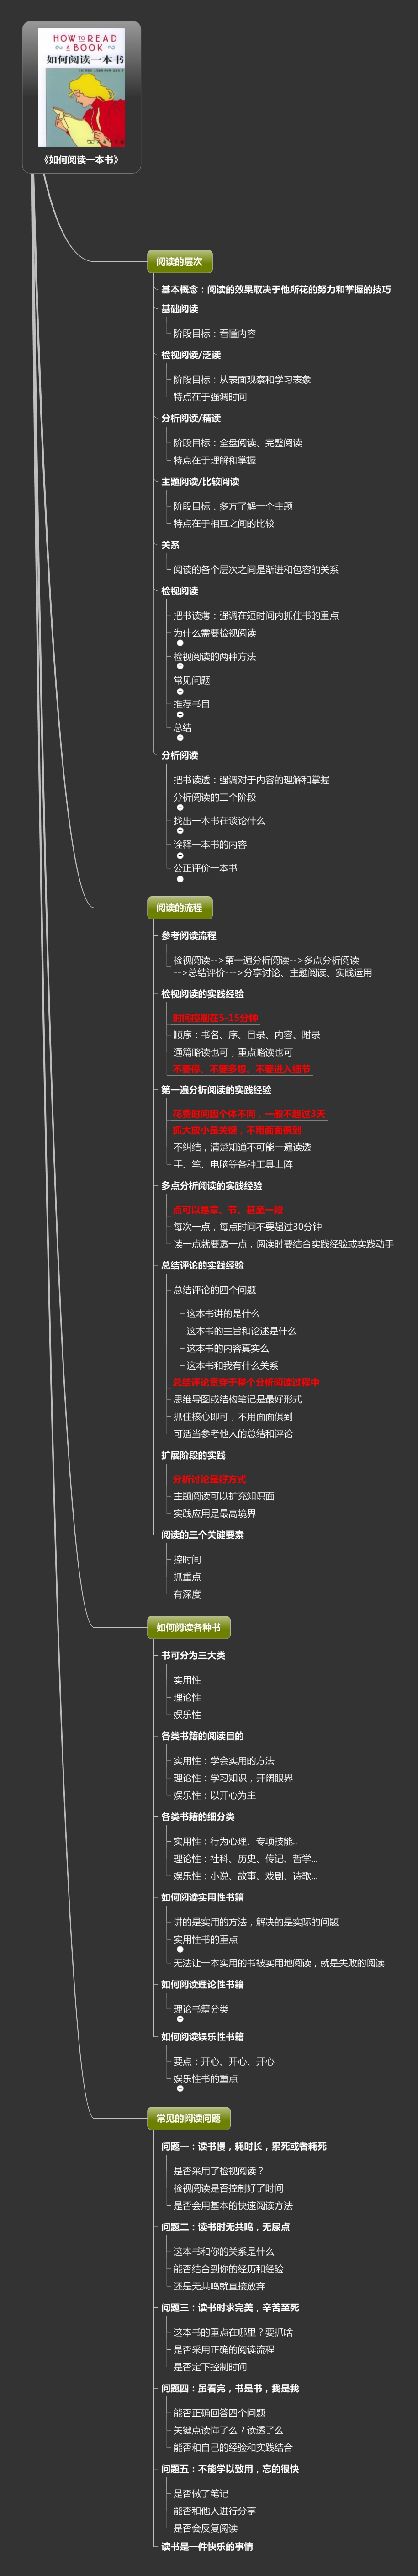 HOW TO READ
A BOOK
如何阅读一本书
《如何阅读一本书》
阅读的层次
基本概念：阅读的效果取决于他所花的努力和掌握的技巧
基础阅读
阶段目标：看懂内容
检视阅读/泛读
阶段目标：从表面观察和学习表象
特点在于强调时间
分析阅读/精读
阶段目标：全盘阅读、完整阅读
特点在于理解和掌握
主题阅读/比较阅读
阶段目标：多方了解一个主题
特点在于相互之间的比较
关系
阅读的各个层次之间是渐进和包容的关系
检视阅读
把书读薄：强调在短时间内抓住书的重点
为什么需要检视阅读
检视阅读的两种方法
常见问题
推荐书目
总结
分析阅读
把书读透：强调对于内容的理解和掌握
分析阅读的三个阶段
找出一本书在谈论什么
诠释一本书的内容
公正评价一本书
阅读的流程
参考阅读流程
检视阅读-->第一遍分析阅读-->多点分析阅读
-->总结评价--->分享讨论、主题阅读、实践运用
检视阅读的实践经验
时间控制在5-15分钟
顺序：书名、序、目录、内容、附录
通篇略读也可，重点略读也可
不要停、不要多想、不要进入细节
第一遍分析阅读的实践经验
花费时间因个体不同，一般不超过3天
抓大放小是关键，不用面面俱到
不纠结，清楚知道不可能一遍读透
手、笔、电脑等各种工具上阵
多点分析阅读的实践经验
点可以是章、节、甚至一段
每次一点，每点时间不要超过30分钟
读一点就要透一点，阅读时要结合实践经验或实践动手
总结评论的实践经验
总结评论的四个问题
这本书讲的是什么
这本书的主旨和论述是什么
这本书的内容真实么
这本书和我有什么关系
总结评论贯穿于整个分析阅读过程中
思维导图或结构笔记是最好形式
抓住核心即可，不用面面俱到
可适当参考他人的总结和评论
扩展阶段的实践
分析讨论是好方式
主题阅读可以扩充知识面
实践应用是最高境界
阅读的三个关键要素
控时间
抓重点
有深度
如何阅读各种书
书可分为三大类
实用性
理论性
娱乐性
各类书籍的阅读目的
实用性：学会实用的方法
理论性：学习知识，开阔眼界
娱乐性：以开心为主
各类书籍的细分类
实用性：行为心理、专项技能..
理论性：社科、历史、传记、哲学...
娱乐性：小说、故事、戏剧、诗歌...
如何阅读实用性书籍
讲的是实用的方法，解决的是实际的问题
实用性书的重点
无法让一本实用的书被实用地阅读，就是失败的阅读
如何阅读理论性书籍
理论书籍分类
如何阅读娱乐性书籍
要点：开心、开心、开心
娱乐性书的重点
常见的阅读问题
问题一：读书慢，耗时长，累死或者耗死
是否采用了检视阅读？
检视阅读是否控制好了时间
是否会用基本的快速阅读方法
问题二：读书时无共鸣，无尿点
这本书和你的关系是什么
能否结合到你的经历和经验
还是无共鸣就直接放弃
问题三：读书时求完美，辛苦至死
这本书的重点在哪里？要抓啥
是否采用正确的阅读流程
是否定下控制时间
问题四：虽看完，书是书，我是我
能否正确回答四个问题
关键点读懂了么？读透了么
能否和自己的经验和实践结合
问题五：不能学以致用，忘的很快
是否做了笔记
能否和他人进行分享
是否会反复阅读
读书是一件快乐的事情